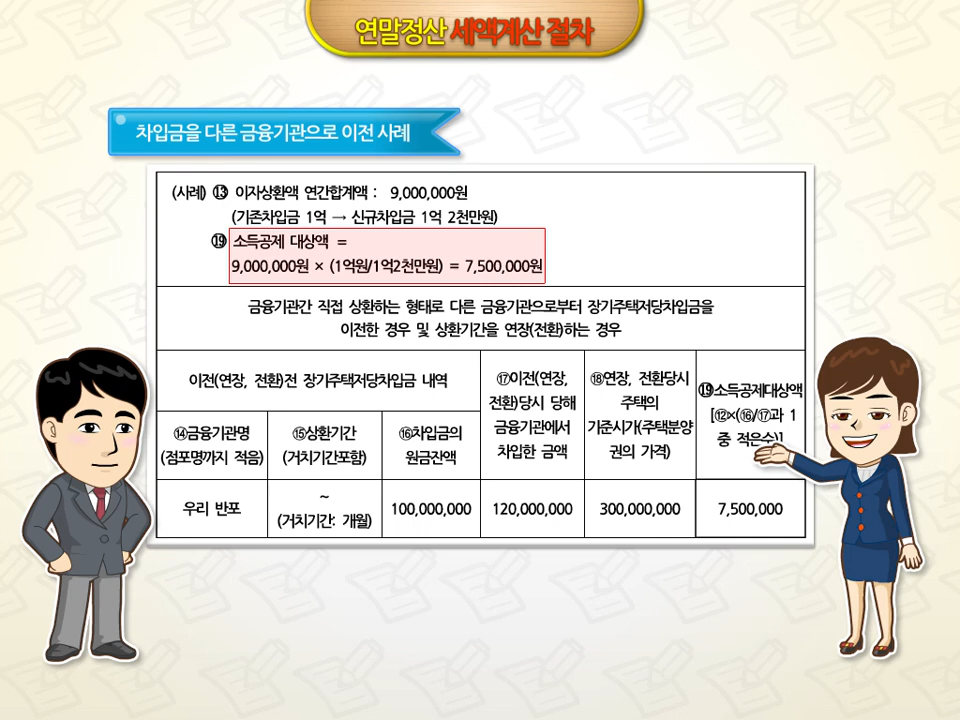 연말정산 세액계산 절차
차입금을 다른 금융기관으로 이전 사례
(사례) ⑬ 이자상환액 연간합계액 : 9,000,000원
(기존차입금 1억 → 신규차입금 1억 2천만원)
⑲ 소득공제 대상액 =
9,000,000원 × (1억원/1억2천만원) = 7,500,000원
금융기관간 직접 상환하는 형태로 다른 금융기관으로부터 장기주택저당차입금을
이전한 경우 및 상환기간을 연장(전환)하는 경우
이전(연장, 전환)전 장기주택저당차입금 내역
⑰이전(연장,
전환)당시 당해
금융기관에서
차입한 금액
⑱연장, 전환당시
주택의
기준시가(주택분양
권의 가격)
⑲소득공제대상액
[⑫×(⑯/⑰과 1
중 적은수)]
⑭금융기관명
(점포명까지 적음)
⑮상환기간
(거치기간포함)
⑯차입금의
원금잔액
우리 반포
~
(거치기간: 개월)
100,000,000
120,000,000
300,000,000
7,500,000